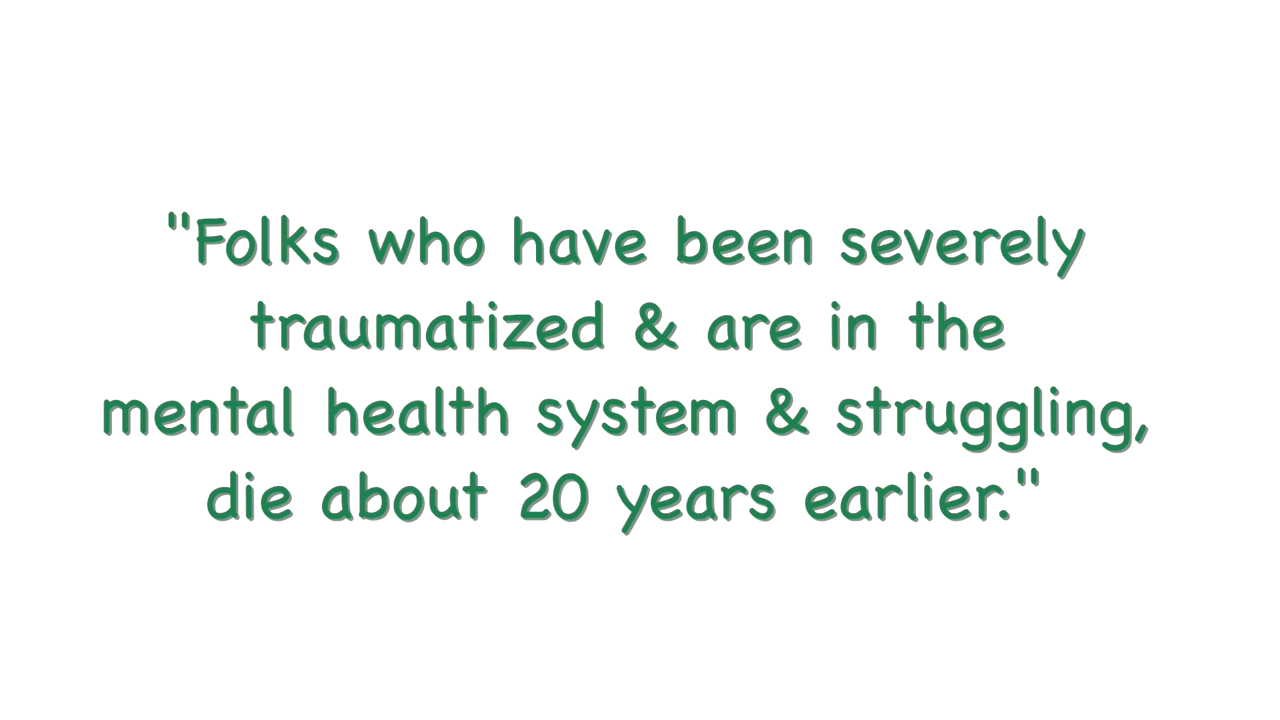 "Folks who have been severely
traumatized & are in the
mental health system & struggling,
die about 20 years earlier."